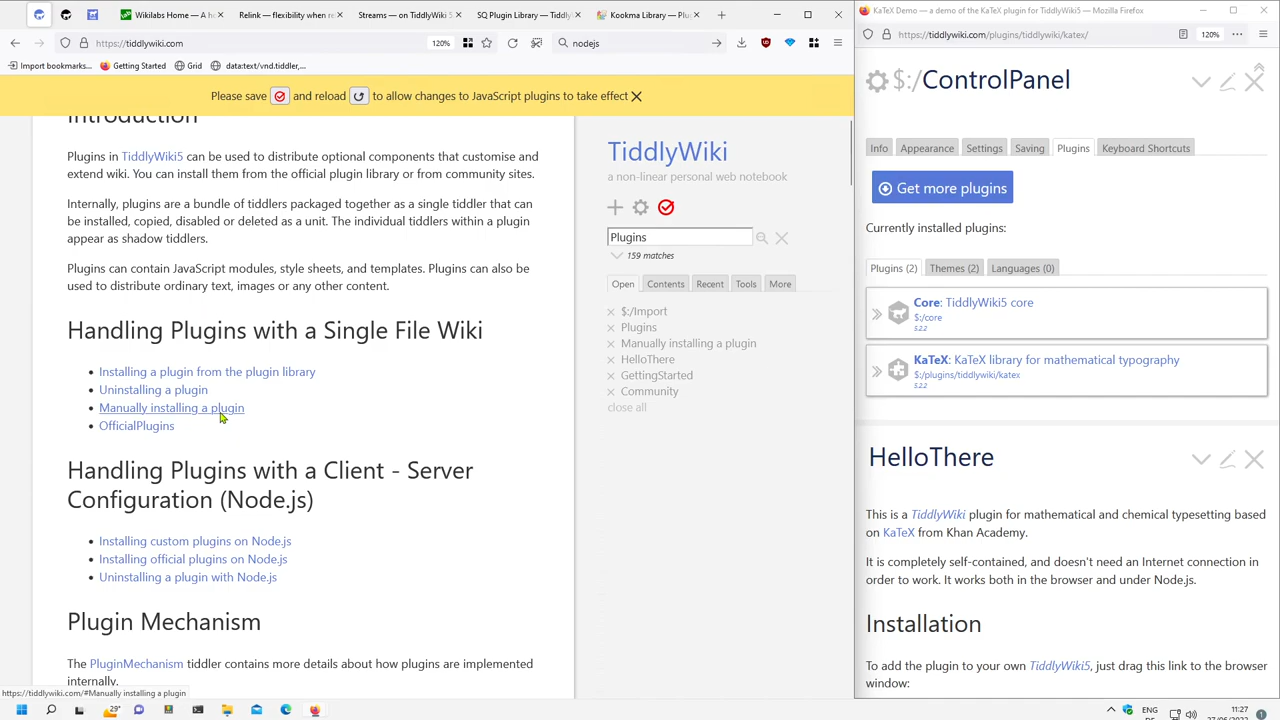 Wikilabs Home — A ho
Relink — flexibility when re
Streams — on TiddlyWiki 5
SQ Plugin Library — Tiddly
Kookma Library — Plug
https://tiddlywiki.com
120%
nodejs
Import bookmarks...
Getting Started
Grid
data:text/vnd.tiddler,...
Please save and reload to allow changes to JavaScript plugins to take effect
Introduction
Plugins in TiddlyWiki5 can be used to distribute optional components that customise and
extend wiki. You can install them from the official plugin library or from community sites.
Internally, plugins are a bundle of tiddlers packaged together as a single tiddler that can
be installed, copied, disabled or deleted as a unit. The individual tiddlers within a plugin
appear as shadow tiddlers.
Plugins can contain JavaScript modules, style sheets, and templates. Plugins can also be
used to distribute ordinary text, images or any other content.
Handling Plugins with a Single File Wiki
Installing a plugin from the plugin library
Uninstalling a plugin
Manually installing a plugin
OfficialPlugins
Handling Plugins with a Client - Server
Configuration (Node.js)
Installing custom plugins on Node.js
Installing official plugins on Node.js
Uninstalling a plugin with Node.js
Plugin Mechanism
The PluginMechanism tiddler contains more details about how plugins are implemented
internally.
https://tiddlywiki.com/#Manually installing a plugin
TiddlyWiki
a non-linear personal web notebook
Plugins
159 matches
Open
Contents
Recent
Tools
More
$:/Import
Plugins
Manually installing a plugin
HelloThere
GettingStarted
Community
close all
KaTeX Demo — a demo of the KaTeX plugin for TiddlyWiki5 — Mozilla Firefox
https://tiddlywiki.com/plugins/tiddlywiki/katex/
120%
$:/ControlPanel
Info
Appearance
Settings
Saving
Plugins
Keyboard Shortcuts
Get more plugins
Currently installed plugins:
Plugins (2)
Themes (2)
Languages (0)
Core: TiddlyWiki5 core
$:/core
5.2.2
KaTeX: KaTeX library for mathematical typography
$:/plugins/tiddlywiki/katex
5.2.2
HelloThere
This is a TiddlyWiki plugin for mathematical and chemical typesetting based
on KaTeX from Khan Academy.
It is completely self-contained, and doesn't need an Internet connection in
order to work. It works both in the browser and under Node.js.
Installation
To add the plugin to your own TiddlyWiki5, just drag this link to the browser
window:
29°
ENG
11:27
27/06/2022